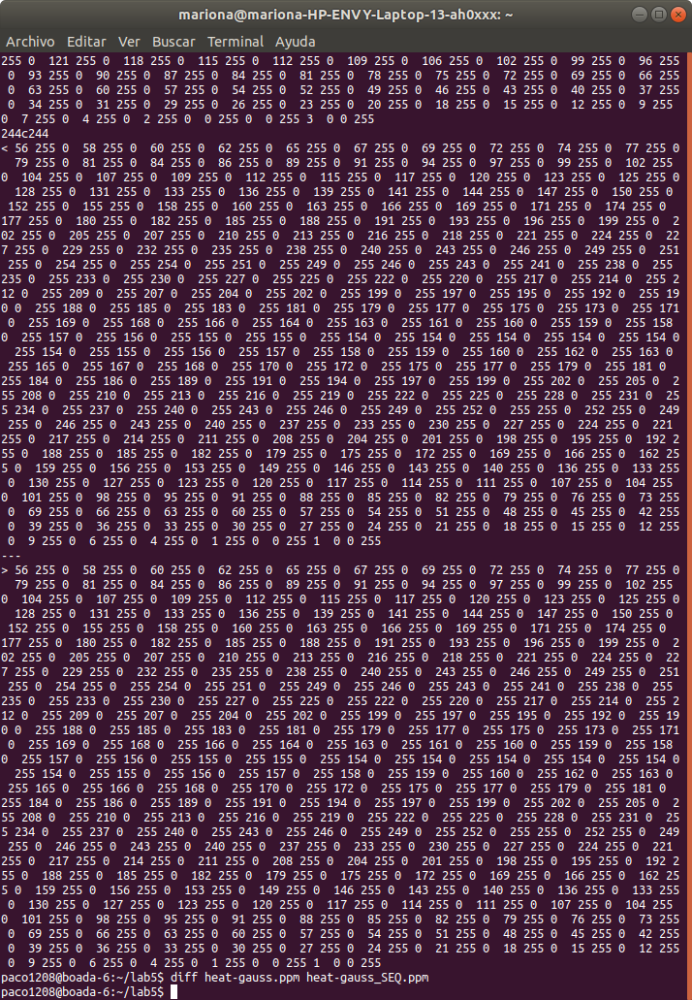 mariona@mariona-HP-ENVY-Laptop-13-ah0xxx: ~
Archivo Editar Ver Buscar Terminal Ayuda
255 0  121 255 0  118 255 0  115 255 0  112 255 0  109 255 0  106 255 0  102 255 0  99 255 0  96 255
 0  93 255 0  90 255 0  87 255 0  84 255 0  81 255 0  78 255 0  75 255 0  72 255 0  69 255 0  66 255
 0  63 255 0  60 255 0  57 255 0  54 255 0  52 255 0  49 255 0  46 255 0  43 255 0  40 255 0  37 255
 0  34 255 0  31 255 0  29 255 0  26 255 0  23 255 0  20 255 0  18 255 0  15 255 0  12 255 0  9 255
0  7 255 0  4 255 0  2 255 0  0 255 0  0 255 3  0 0 255
244c244
< 56 255 0  58 255 0  60 255 0  62 255 0  65 255 0  67 255 0  69 255 0  72 255 0  74 255 0  77 255 0
  79 255 0  81 255 0  84 255 0  86 255 0  89 255 0  91 255 0  94 255 0  97 255 0  99 255 0  102 255
0  104 255 0  107 255 0  109 255 0  112 255 0  115 255 0  117 255 0  120 255 0  123 255 0  125 255 0
  128 255 0  131 255 0  133 255 0  136 255 0  139 255 0  141 255 0  144 255 0  147 255 0  150 255 0
 152 255 0  155 255 0  158 255 0  160 255 0  163 255 0  166 255 0  169 255 0  171 255 0  174 255 0
177 255 0  180 255 0  182 255 0  185 255 0  188 255 0  191 255 0  193 255 0  196 255 0  199 255 0  2
02 255 0  205 255 0  207 255 0  210 255 0  213 255 0  216 255 0  218 255 0  221 255 0  224 255 0  22
7 255 0  229 255 0  232 255 0  235 255 0  238 255 0  240 255 0  243 255 0  246 255 0  249 255 0  251
 255 0  254 255 0  255 254 0  255 251 0  255 249 0  255 246 0  255 243 0  255 241 0  255 238 0  255
235 0  255 233 0  255 230 0  255 227 0  255 225 0  255 222 0  255 220 0  255 217 0  255 214 0  255 2
12 0  255 209 0  255 207 0  255 204 0  255 202 0  255 199 0  255 197 0  255 195 0  255 192 0  255 19
0 0  255 188 0  255 185 0  255 183 0  255 181 0  255 179 0  255 177 0  255 175 0  255 173 0  255 171
 0  255 169 0  255 168 0  255 166 0  255 164 0  255 163 0  255 161 0  255 160 0  255 159 0  255 158
0  255 157 0  255 156 0  255 155 0  255 155 0  255 154 0  255 154 0  255 154 0  255 154 0  255 154 0
  255 154 0  255 155 0  255 156 0  255 157 0  255 158 0  255 159 0  255 160 0  255 162 0  255 163 0
 255 165 0  255 167 0  255 168 0  255 170 0  255 172 0  255 175 0  255 177 0  255 179 0  255 181 0
255 184 0  255 186 0  255 189 0  255 191 0  255 194 0  255 197 0  255 199 0  255 202 0  255 205 0  2
55 208 0  255 210 0  255 213 0  255 216 0  255 219 0  255 222 0  255 225 0  255 228 0  255 231 0  25
5 234 0  255 237 0  255 240 0  255 243 0  255 246 0  255 249 0  255 252 0  255 255 0  252 255 0  249
 255 0  246 255 0  243 255 0  240 255 0  237 255 0  233 255 0  230 255 0  227 255 0  224 255 0  221
 255 0  217 255 0  214 255 0  211 255 0  208 255 0  204 255 0  201 255 0  198 255 0  195 255 0  192 2
55 0  188 255 0  185 255 0  182 255 0  179 255 0  175 255 0  172 255 0  169 255 0  166 255 0  162 25
5 0  159 255 0  156 255 0  153 255 0  149 255 0  146 255 0  143 255 0  140 255 0  136 255 0  133 255
 0  130 255 0  127 255 0  123 255 0  120 255 0  117 255 0  114 255 0  111 255 0  107 255 0  104 255
0  101 255 0  98 255 0  95 255 0  91 255 0  88 255 0  85 255 0  82 255 0  79 255 0  76 255 0  73 255
 0  69 255 0  66 255 0  63 255 0  60 255 0  57 255 0  54 255 0  51 255 0  48 255 0  45 255 0  42 255
 0  39 255 0  36 255 0  33 255 0  30 255 0  27 255 0  24 255 0  21 255 0  18 255 0  15 255 0  12 255
 0  9 255 0  6 255 0  4 255 0  1 255 0  0 255 1  0 0 255
---
> 56 255 0  58 255 0  60 255 0  62 255 0  65 255 0  67 255 0  69 255 0  72 255 0  74 255 0  77 255 0
  79 255 0  81 255 0  84 255 0  86 255 0  89 255 0  91 255 0  94 255 0  97 255 0  99 255 0  102 255
0  104 255 0  107 255 0  109 255 0  112 255 0  115 255 0  117 255 0  120 255 0  123 255 0  125 255 0
  128 255 0  131 255 0  133 255 0  136 255 0  139 255 0  141 255 0  144 255 0  147 255 0  150 255 0
 152 255 0  155 255 0  158 255 0  160 255 0  163 255 0  166 255 0  169 255 0  171 255 0  174 255 0
177 255 0  180 255 0  182 255 0  185 255 0  188 255 0  191 255 0  193 255 0  196 255 0  199 255 0  2
02 255 0  205 255 0  207 255 0  210 255 0  213 255 0  216 255 0  218 255 0  221 255 0  224 255 0  22
7 255 0  229 255 0  232 255 0  235 255 0  238 255 0  240 255 0  243 255 0  246 255 0  249 255 0  251
 255 0  254 255 0  255 254 0  255 251 0  255 249 0  255 246 0  255 243 0  255 241 0  255 238 0  255
235 0  255 233 0  255 230 0  255 227 0  255 225 0  255 222 0  255 220 0  255 217 0  255 214 0  255 2
12 0  255 209 0  255 207 0  255 204 0  255 202 0  255 199 0  255 197 0  255 195 0  255 192 0  255 19
0 0  255 188 0  255 185 0  255 183 0  255 181 0  255 179 0  255 177 0  255 175 0  255 173 0  255 171
 0  255 169 0  255 168 0  255 166 0  255 164 0  255 163 0  255 161 0  255 160 0  255 159 0  255 158
0  255 157 0  255 156 0  255 155 0  255 155 0  255 154 0  255 154 0  255 154 0  255 154 0  255 154 0
  255 154 0  255 155 0  255 156 0  255 157 0  255 158 0  255 159 0  255 160 0  255 162 0  255 163 0
 255 165 0  255 166 0  255 168 0  255 170 0  255 172 0  255 175 0  255 177 0  255 179 0  255 181 0
255 184 0  255 186 0  255 189 0  255 191 0  255 194 0  255 197 0  255 199 0  255 202 0  255 205 0  2
55 208 0  255 210 0  255 213 0  255 216 0  255 219 0  255 222 0  255 225 0  255 228 0  255 231 0  25
5 234 0  255 237 0  255 240 0  255 243 0  255 246 0  255 249 0  255 252 0  255 255 0  252 255 0  249
 255 0  246 255 0  243 255 0  240 255 0  237 255 0  233 255 0  230 255 0  227 255 0  224 255 0  221
 255 0  217 255 0  214 255 0  211 255 0  208 255 0  204 255 0  201 255 0  198 255 0  195 255 0  192 2
55 0  188 255 0  185 255 0  182 255 0  179 255 0  175 255 0  172 255 0  169 255 0  166 255 0  162 25
5 0  159 255 0  156 255 0  153 255 0  149 255 0  146 255 0  143 255 0  140 255 0  136 255 0  133 255
 0  130 255 0  127 255 0  123 255 0  120 255 0  117 255 0  114 255 0  111 255 0  107 255 0  104 255
0  101 255 0  98 255 0  95 255 0  91 255 0  88 255 0  85 255 0  82 255 0  79 255 0  76 255 0  73 255
 0  69 255 0  66 255 0  63 255 0  60 255 0  57 255 0  54 255 0  51 255 0  48 255 0  45 255 0  42 255
 0  39 255 0  36 255 0  33 255 0  30 255 0  27 255 0  24 255 0  21 255 0  18 255 0  15 255 0  12 255
 0  9 255 0  6 255 0  4 255 0  1 255 0  0 255 1  0 0 255
paco1208@boada-6:~/lab5$ diff heat-gauss.ppm heat-gauss_SEQ.ppm
paco1208@boada-6:~/lab5$